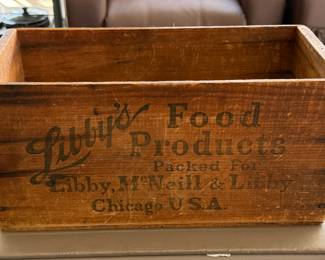 Libby's Food
Products
Packed For
Libby, McNeill & Libby
Chicago U.S.A.